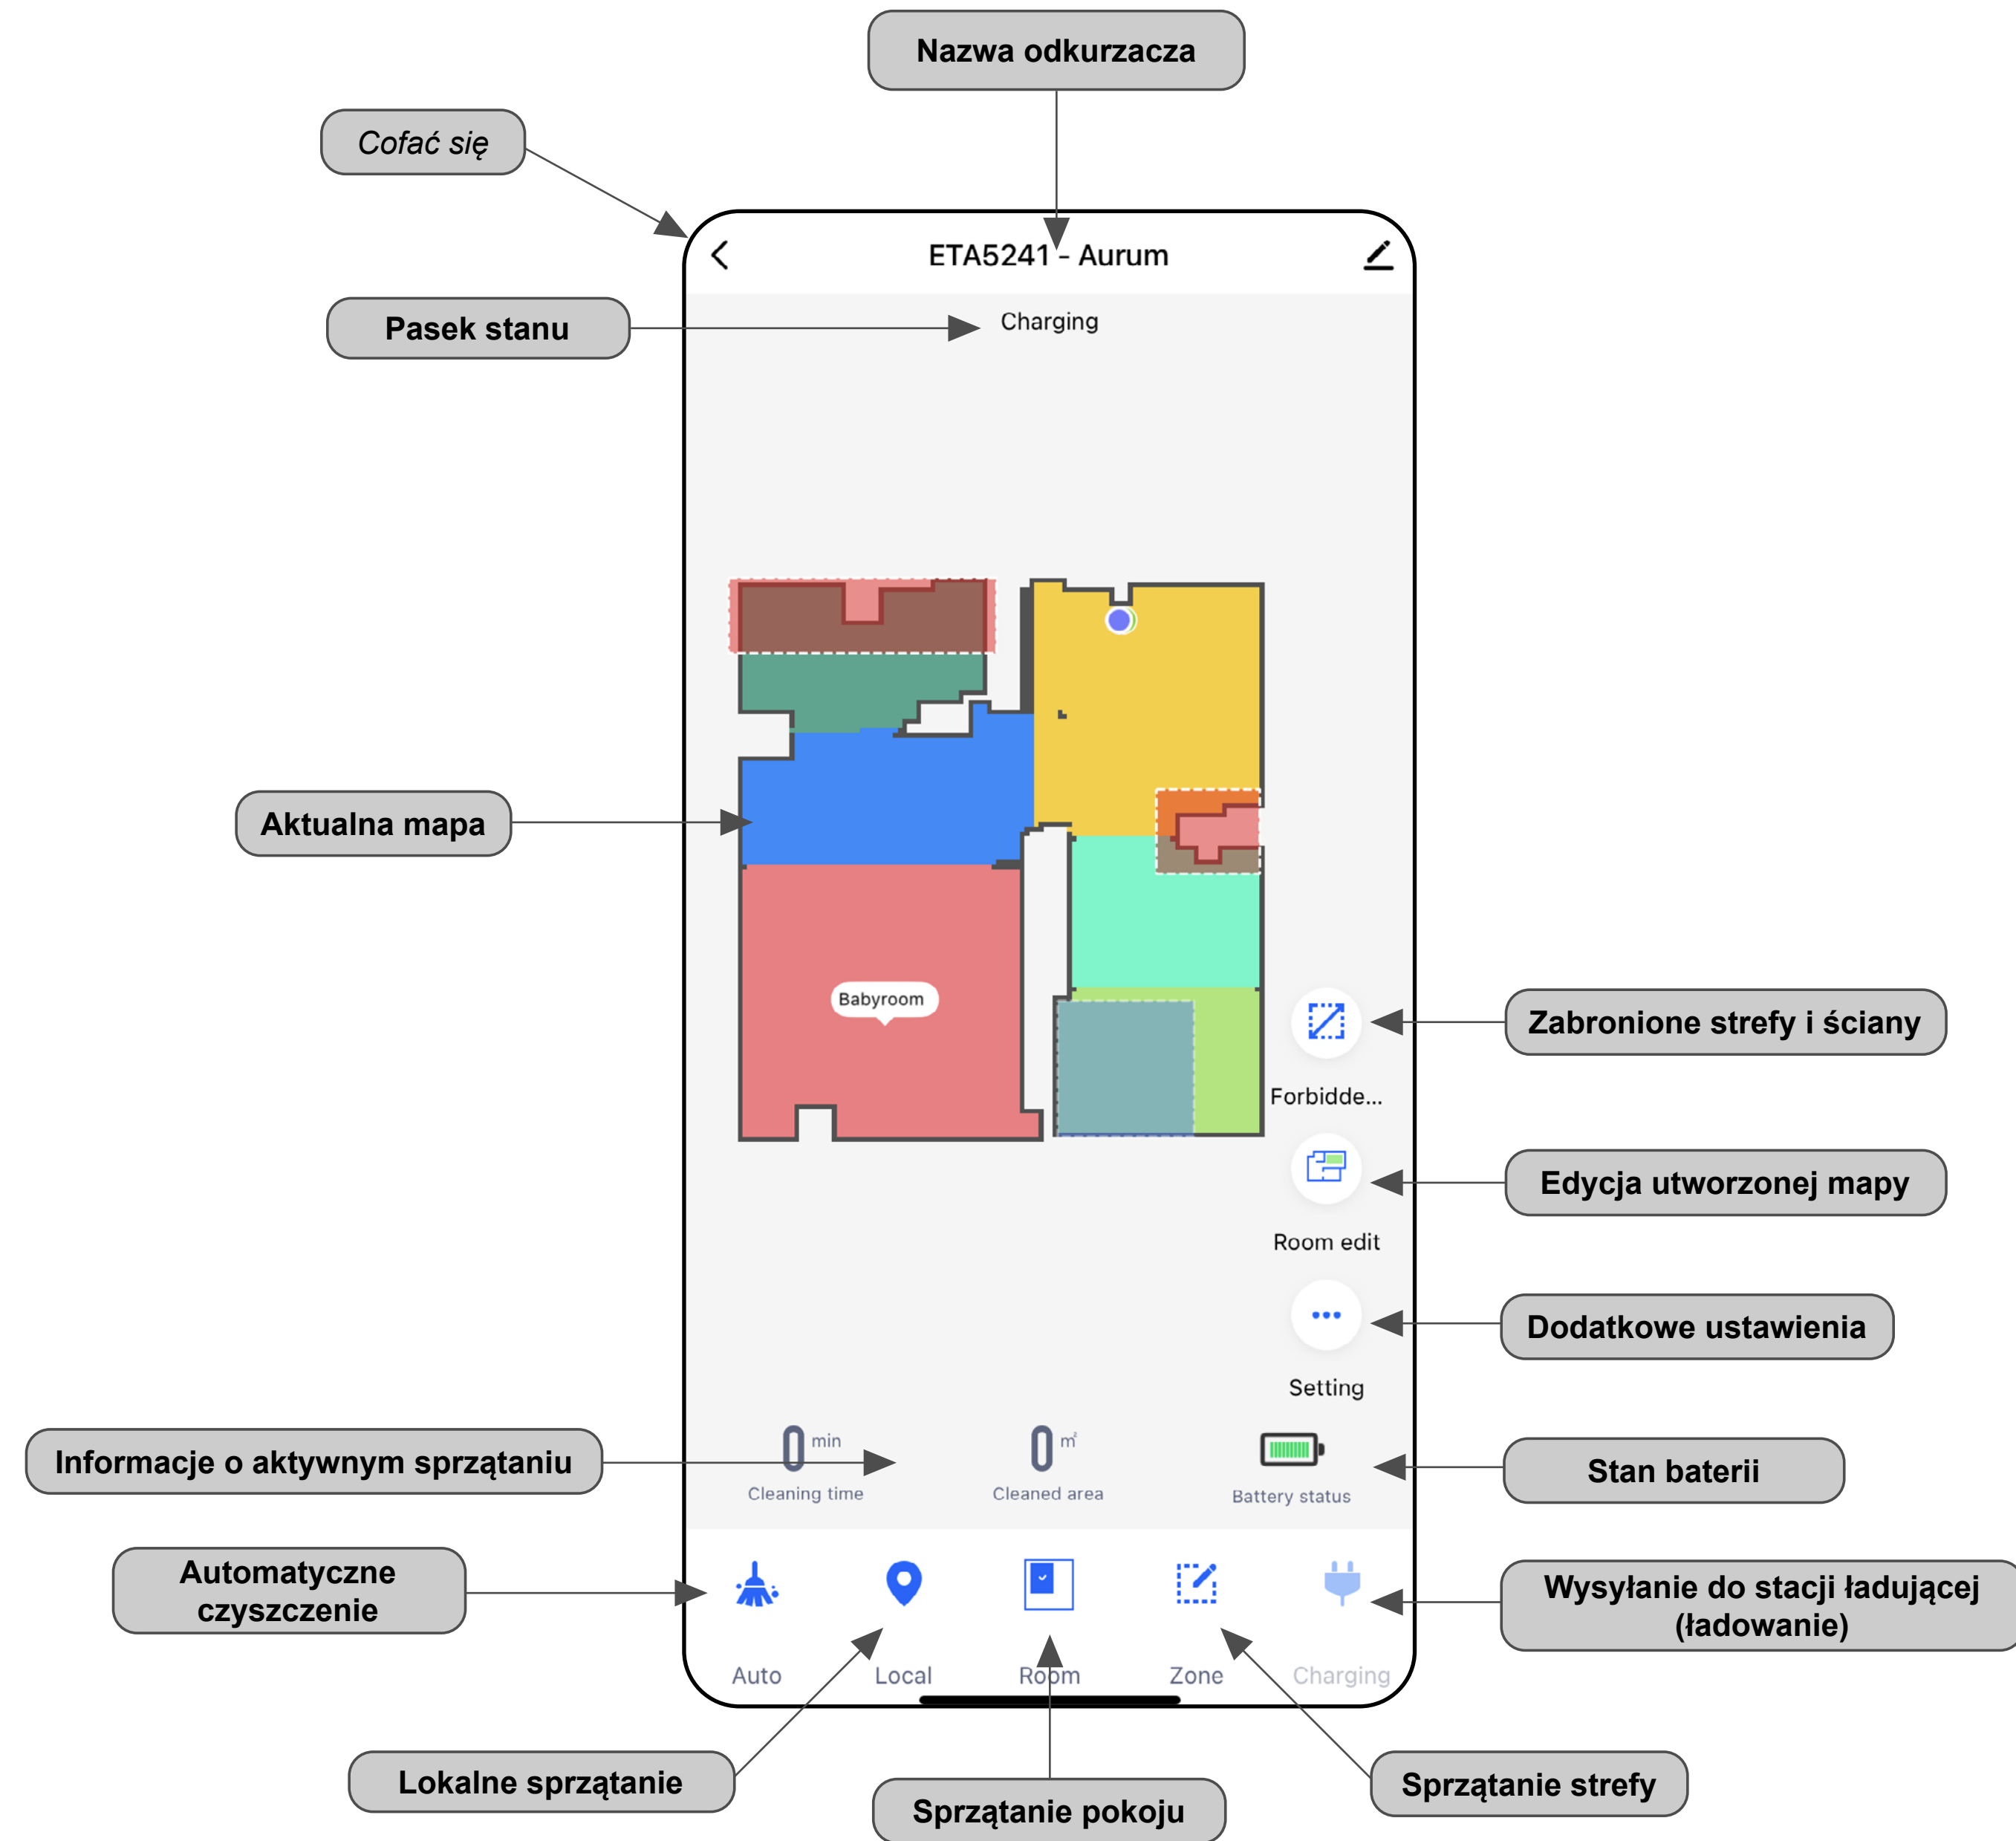 Nazwa odkurzacza
Cofać się
ETA5241 - Aurum
Pasek stanu
Charging
Aktualna mapa
Babyroom
Zabronione strefy i ściany
Forbidde...
Edycja utworzonej mapy
Room edit
Dodatkowe ustawienia
Setting
Informacje o aktywnym sprzątaniu
0 min
0 m²
Stan baterii
Cleaning time
Cleaned area
Battery status
Automatyczne
czyszczenie
Wysyłanie do stacji ładującej
(ładowanie)
Auto
Local
Room
Zone
Charging
Lokalne sprzątanie
Sprzątanie pokoju
Sprzątanie strefy